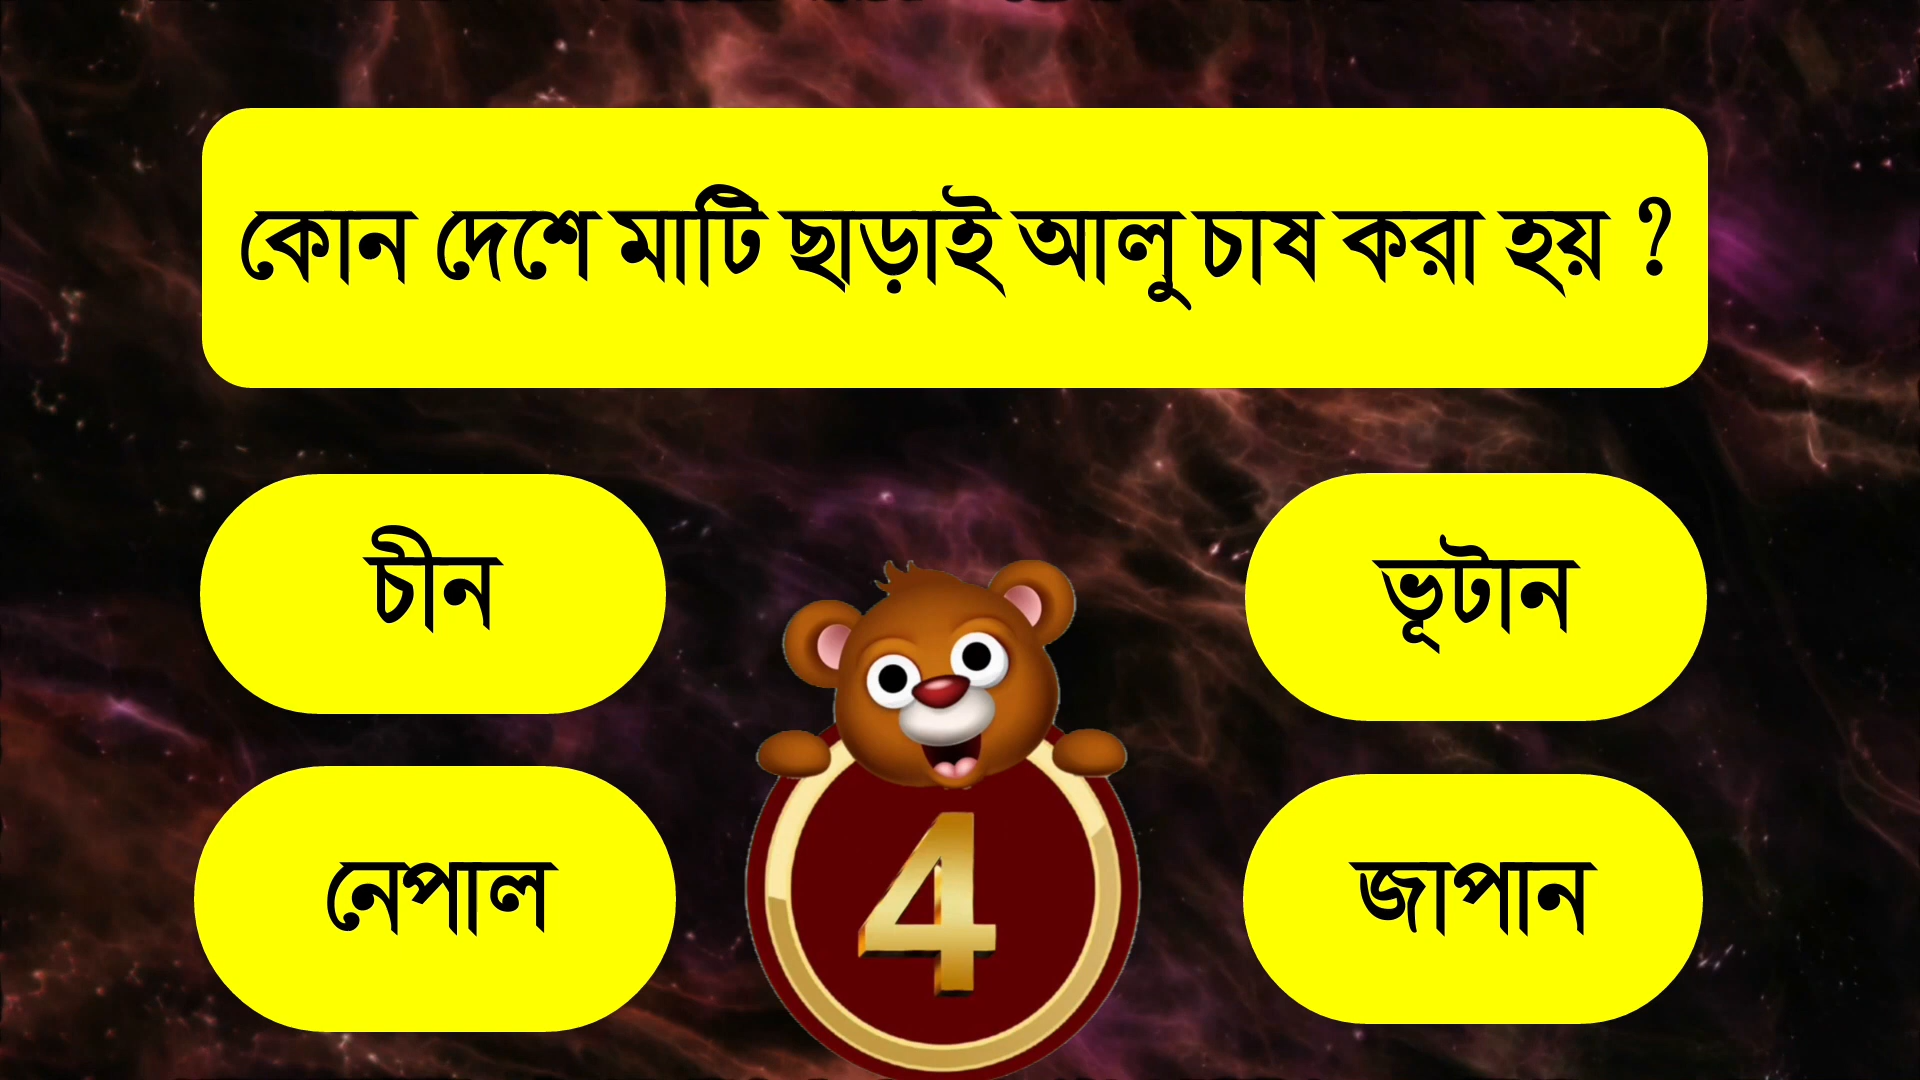 কোন দেশে মাটি ছাড়াই আলু চাষ করা হয় ?
চীন
ভূটান
নেপাল
জাপান
4